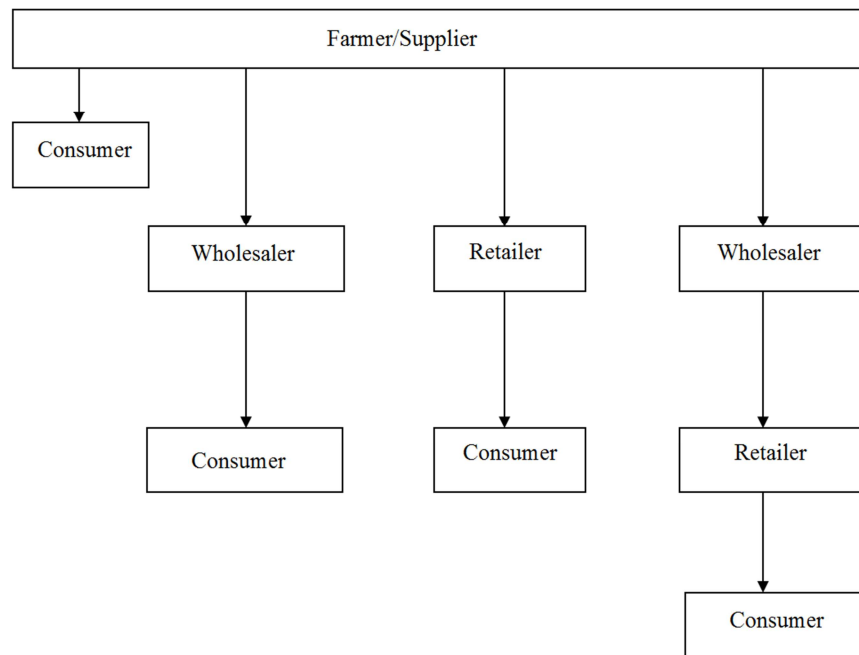 Farmer/Supplier
Consumer
Wholesaler
Retailer
Wholesaler
Consumer
Consumer
Retailer
Consumer